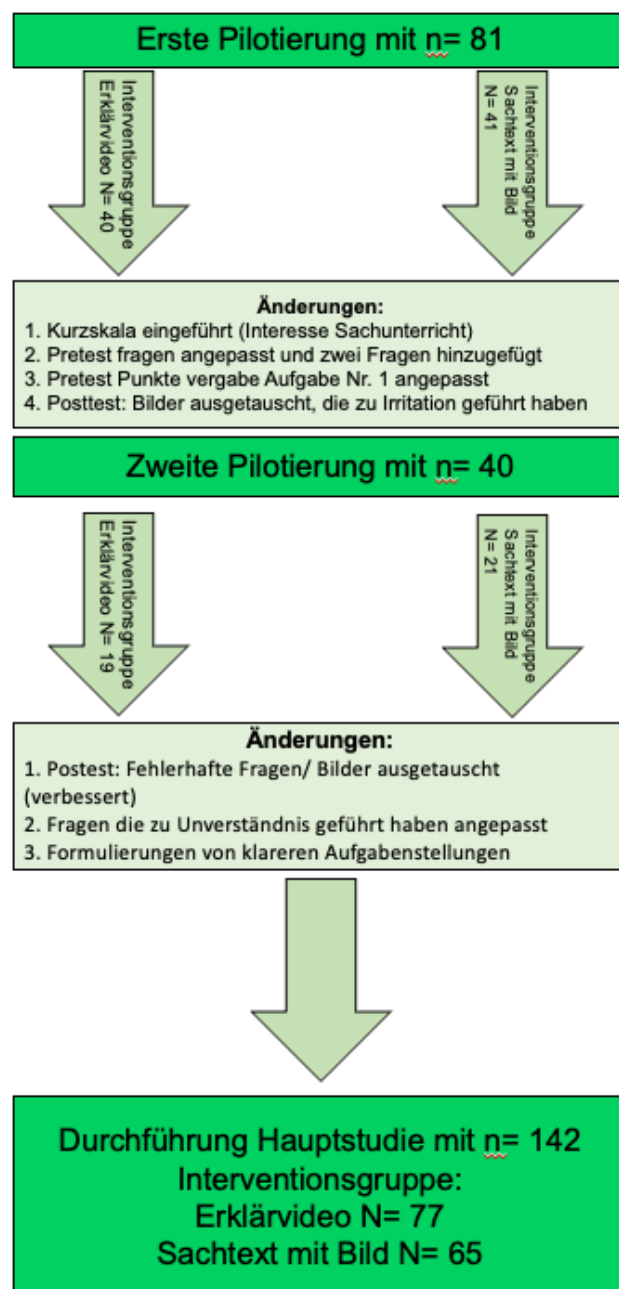 Erste Pilotierung mit n= 81
Interventionsgruppe
Erklärvideo N= 40
Interventionsgruppe
Sachtext mit Bild
N= 41
Änderungen:
1. Kurzskala eingeführt (Interesse Sachunterricht)
2. Pretest fragen angepasst und zwei Fragen hinzugefügt
3. Pretest Punkte vergabe Aufgabe Nr. 1 angepasst
4. Posttest: Bilder ausgetauscht, die zu Irritation geführt haben
Zweite Pilotierung mit n= 40
Interventionsgruppe
Erklärvideo N= 19
Interventionsgruppe
Sachtext mit Bild
N= 21
Änderungen:
1. Postest: Fehlerhafte Fragen/ Bilder ausgetauscht
(verbessert)
2. Fragen die zu Unverständnis geführt haben angepasst
3. Formulierungen von klareren Aufgabenstellungen
Durchführung Hauptstudie mit n= 142
Interventionsgruppe:
Erklärvideo N= 77
Sachtext mit Bild N= 65